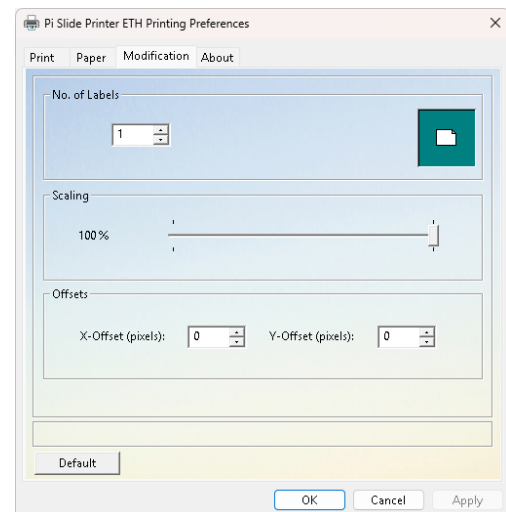 Pi Slide Printer ETH Printing Preferences
Print Paper Modification About
No. of Labels
1
Scaling
100%
Offsets
X-Offset (pixels): 0 Y-Offset (pixels): 0
Default
OK Cancel Apply